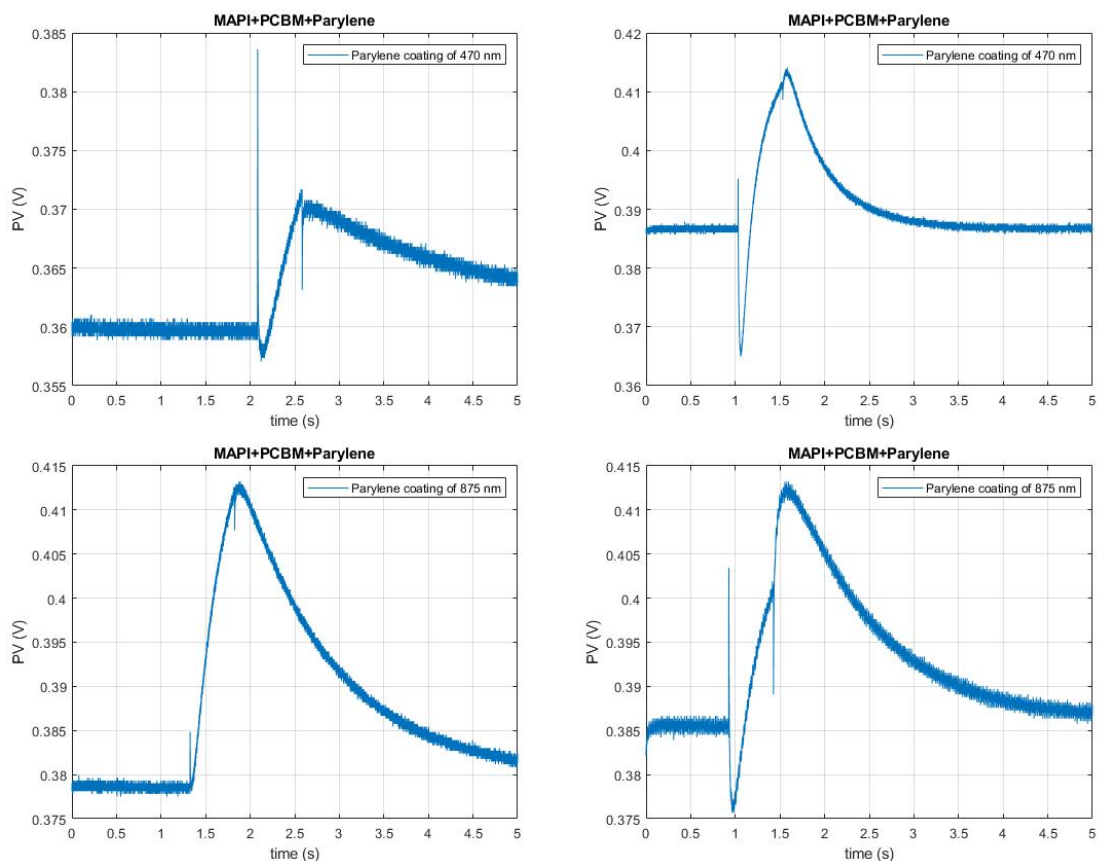 MAPI+PCBM+Parylene
Parylene coating of 470 nm
0.385
0.38
0.375
0.37
0.365
0.36
0.355
PV (V)
0 0.5 1 1.5 2 2.5 3 3.5 4 4.5 5
time (s)
MAPI+PCBM+Parylene
Parylene coating of 470 nm
0.42
0.41
0.4
0.39
0.38
0.37
0.36
PV (V)
0 0.5 1 1.5 2 2.5 3 3.5 4 4.5 5
time (s)
MAPI+PCBM+Parylene
Parylene coating of 875 nm
0.415
0.41
0.405
0.4
0.395
0.39
0.385
0.38
0.375
PV (V)
0 0.5 1 1.5 2 2.5 3 3.5 4 4.5 5
time (s)
MAPI+PCBM+Parylene
Parylene coating of 875 nm
0.415
0.41
0.405
0.4
0.395
0.39
0.385
0.38
0.375
PV (V)
0 0.5 1 1.5 2 2.5 3 3.5 4 4.5 5
time (s)